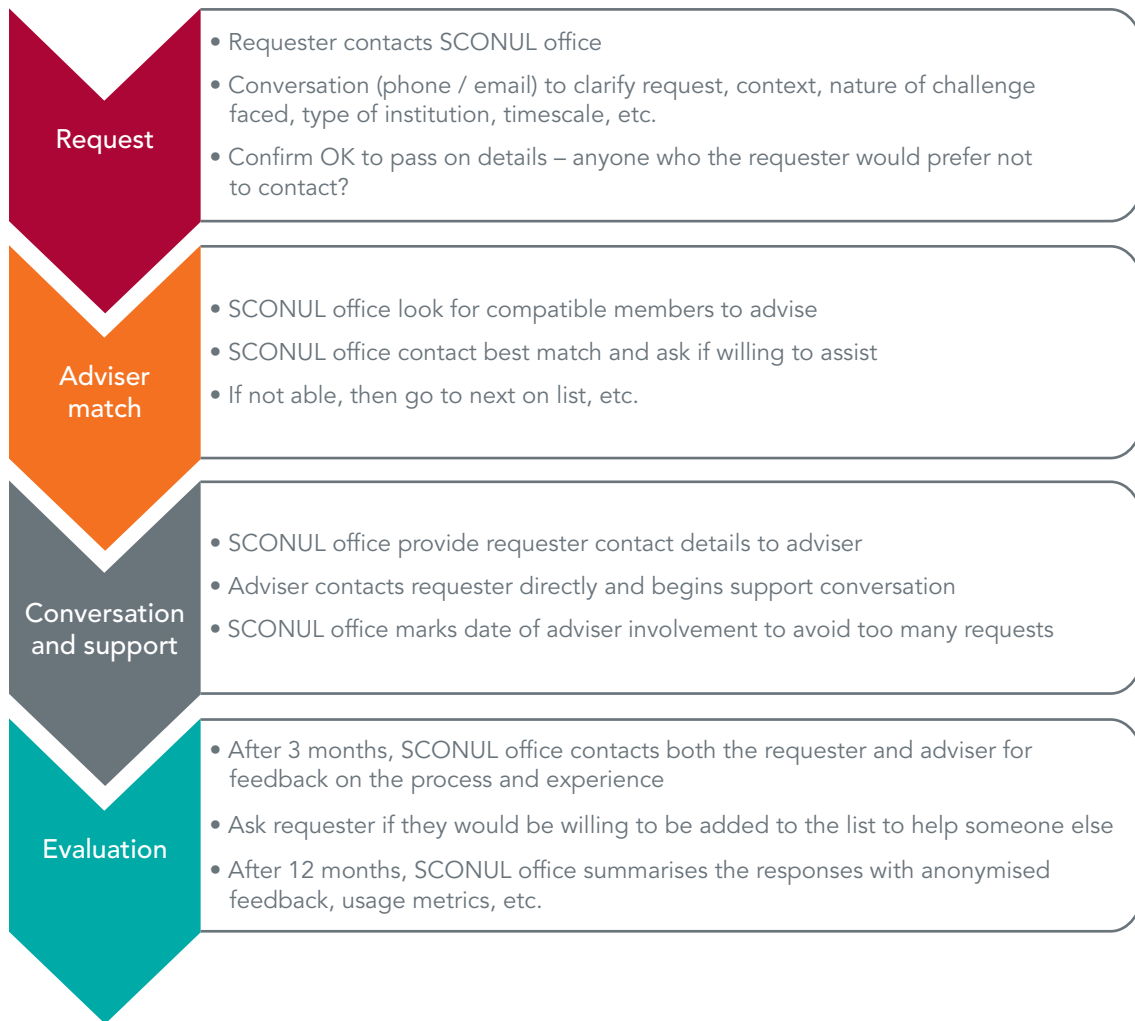 Request
• Requester contacts SCONUL office
• Conversation (phone / email) to clarify request, context, nature of challenge
faced, type of institution, timescale, etc.
• Confirm OK to pass on details – anyone who the requester would prefer not
to contact?
Adviser
match
• SCONUL office look for compatible members to advise
• SCONUL office contact best match and ask if willing to assist
• If not able, then go to next on list, etc.
Conversation
and support
• SCONUL office provide requester contact details to adviser
• Adviser contacts requester directly and begins support conversation
• SCONUL office marks date of adviser involvement to avoid too many requests
Evaluation
• After 3 months, SCONUL office contacts both the requester and adviser for
feedback on the process and experience
• Ask requester if they would be willing to be added to the list to help someone else
• After 12 months, SCONUL office summarises the responses with anonymised
feedback, usage metrics, etc.